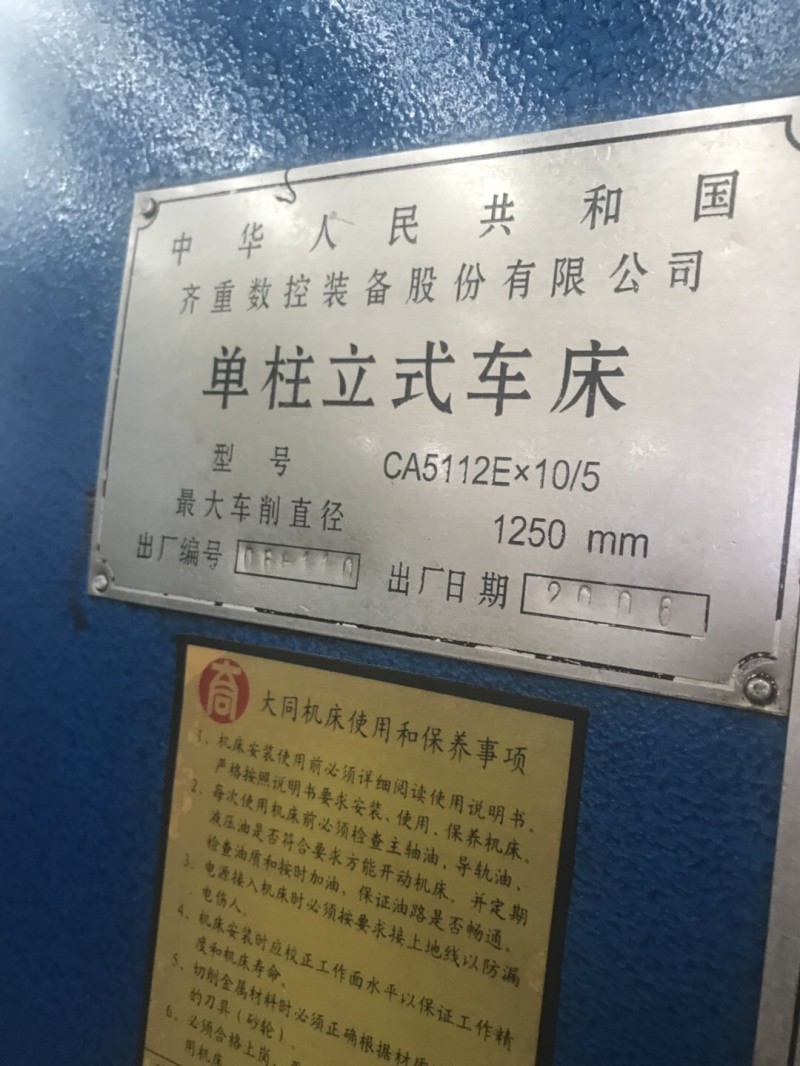 中华人民共和国
齐重数控装备股份有限公司
单柱立式车床
型号 CA5112E×10/5
最大车削直径 1250 mm
出厂编号
出厂日期 2006
大同机床使用和保养事项
1、机床安装使用前必须详细阅读使用说明书。
严格按照说明书要求安装、使用、保养机床。
2、每次使用机床前必须检查主轴油、导轨油、
液压油是否符合要求方能开动机床。并定期
检查油质和按时加油、保证油路是否畅通。
3、电源接入机床时必须按要求接上地线以防漏
电伤人。
4、机床安装时应校正工作面水平以保证工作精
度和机床寿命。
5、切削金属材料时必须正确根据材质
的刀具（砂轮）。
6、必须合格上岗、
用机床